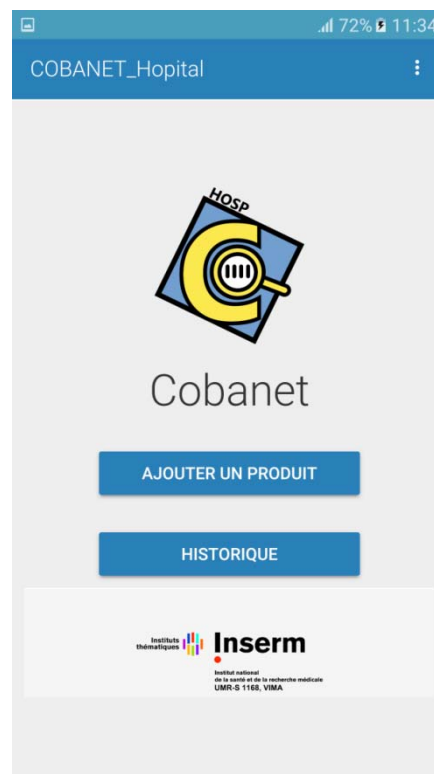 72% 11:34
COBANET_Hopital
HOSP
Cobanet
AJOUTER UN PRODUIT
HISTORIQUE
Instituts
thématiques
Inserm
Institut national
de la santé et de la recherche médicale
UMR-S 1168, VIMA